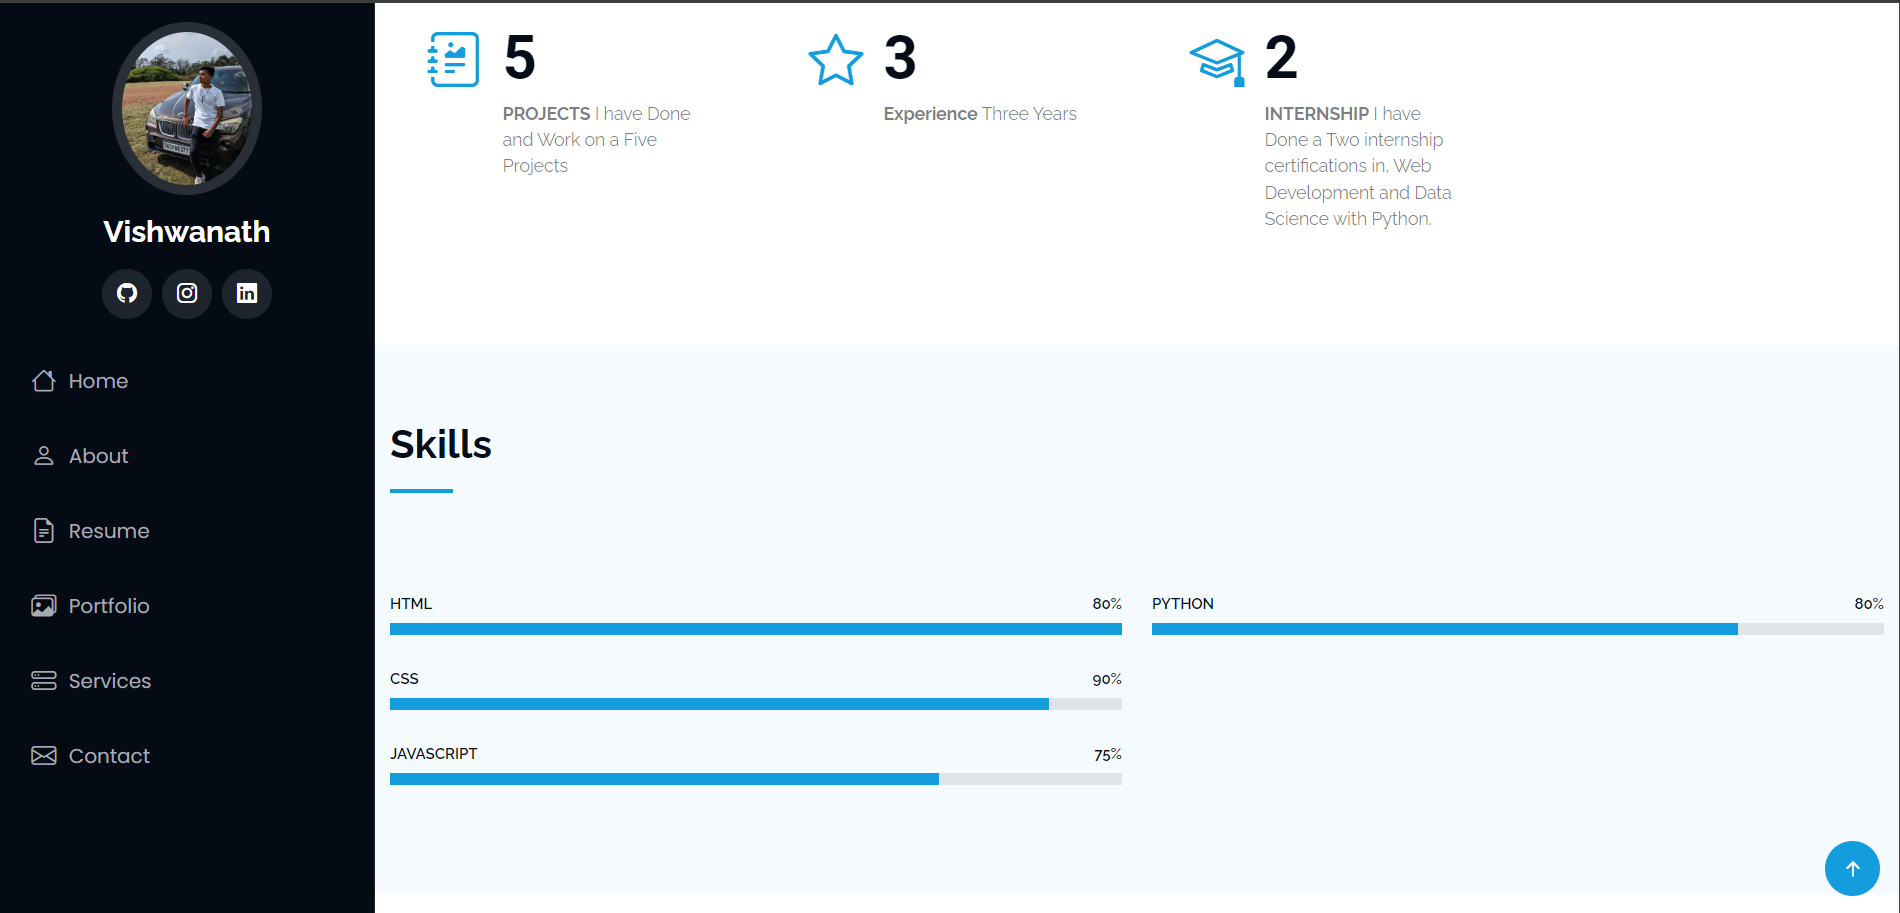 Vishwanath
Home
About
Resume
Portfolio
Services
Contact
5
PROJECTS I have Done
and Work on a Five
Projects
3
Experience Three Years
2
INTERNSHIP I have
Done a Two internship
certifications in, Web
Development and Data
Science with Python.
Skills
HTML 80%
CSS 90%
JAVASCRIPT 75%
PYTHON 80%